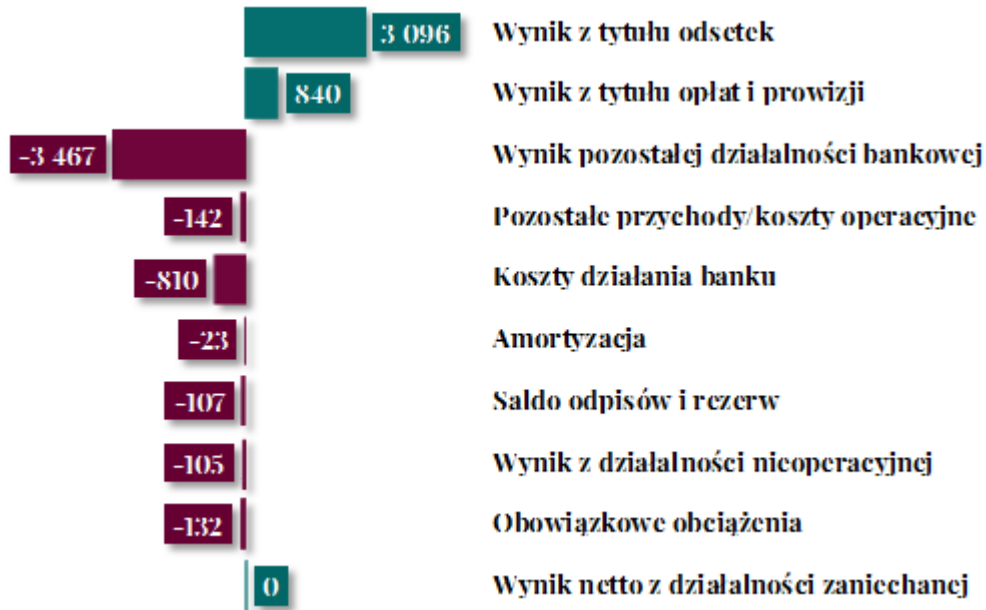 3 096 Wynik z tytułu odsetek
840 Wynik z tytułu opłat i prowizji
-3 467 Wynik pozostałej działalności bankowej
-142 Pozostałe przychody/koszty operacyjne
-810 Koszty działania banku
-23 Amortyzacja
-107 Saldo odpisów i rezerw
-105 Wynik z działalności nieoperacyjnej
-132 Obowiązkowe obciążenia
0 Wynik netto z działalności zaniechanej